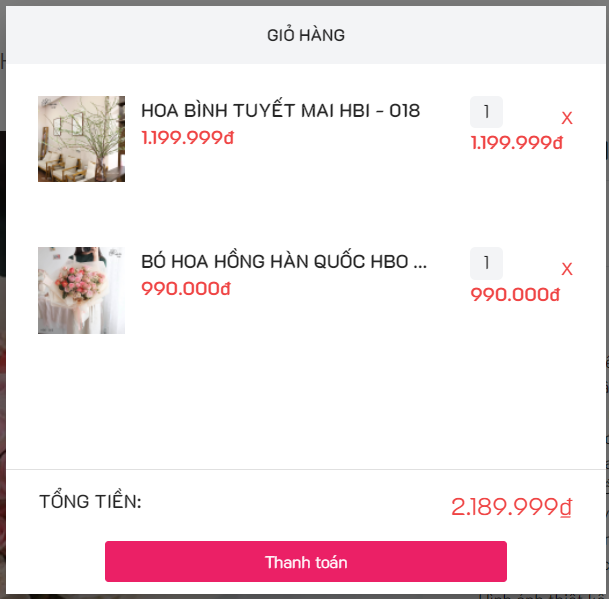 GIỎ HÀNG
HOA BÌNH TUYẾT MAI HBI - 018
1
1.199.999đ
X
1.199.999đ
BÓ HOA HỒNG HÀN QUỐC HBO ...
1
990.000đ
X
990.000đ
TỔNG TIỀN:
2.189.999₫
Thanh toán